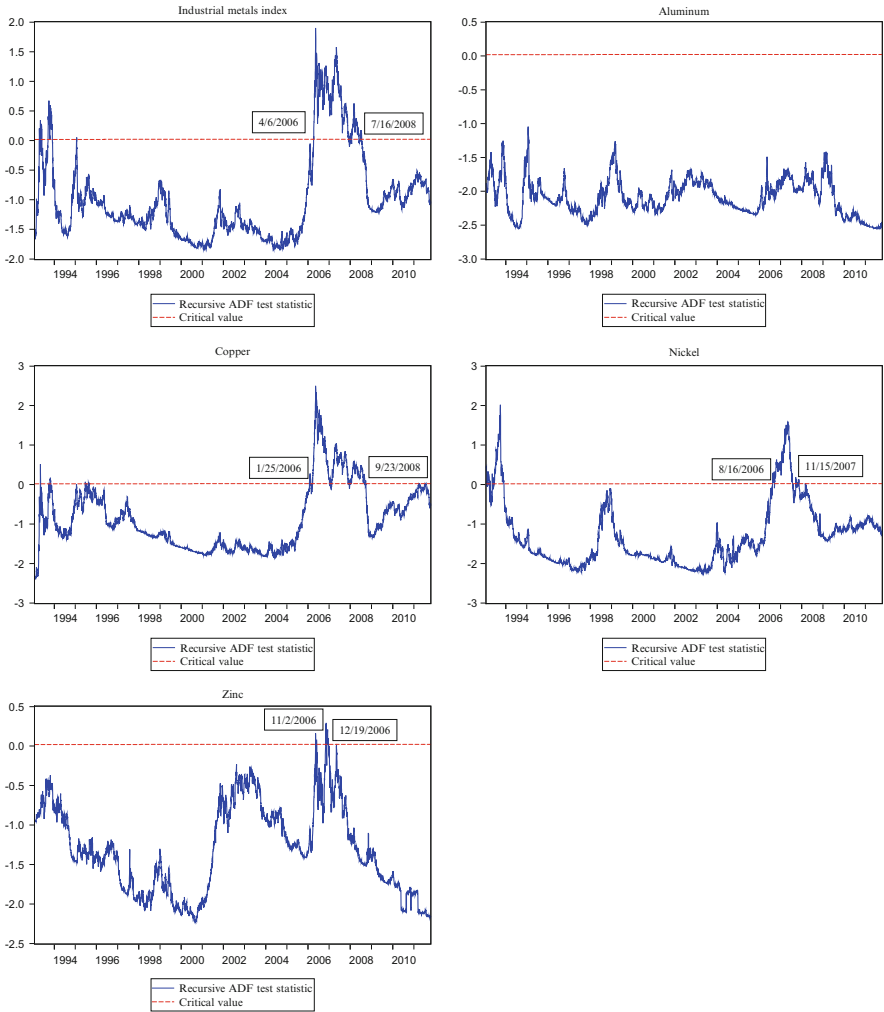 Industrial metals index
2.0
1.5
1.0
0.5
0.0
-0.5
-1.0
-1.5
-2.0
4/6/2006
7/16/2008
1994 1996 1998 2000 2002 2004 2006 2008 2010
Recursive ADF test statistic
Critical value
Aluminum
0.5
0.0
-0.5
-1.0
-1.5
-2.0
-2.5
-3.0
1994 1996 1998 2000 2002 2004 2006 2008 2010
Recursive ADF test statistic
Critical value
Copper
3
2
1
0
-1
-2
-3
1/25/2006
9/23/2008
1994 1996 1998 2000 2002 2004 2006 2008 2010
Recursive ADF test statistic
Critical value
Nickel
3
2
1
0
-1
-2
-3
8/16/2006
11/15/2007
1994 1996 1998 2000 2002 2004 2006 2008 2010
Recursive ADF test statistic
Critical value
Zinc
0.5
0.0
-0.5
-1.0
-1.5
-2.0
-2.5
11/2/2006
12/19/2006
1994 1996 1998 2000 2002 2004 2006 2008 2010
Recursive ADF test statistic
Critical value